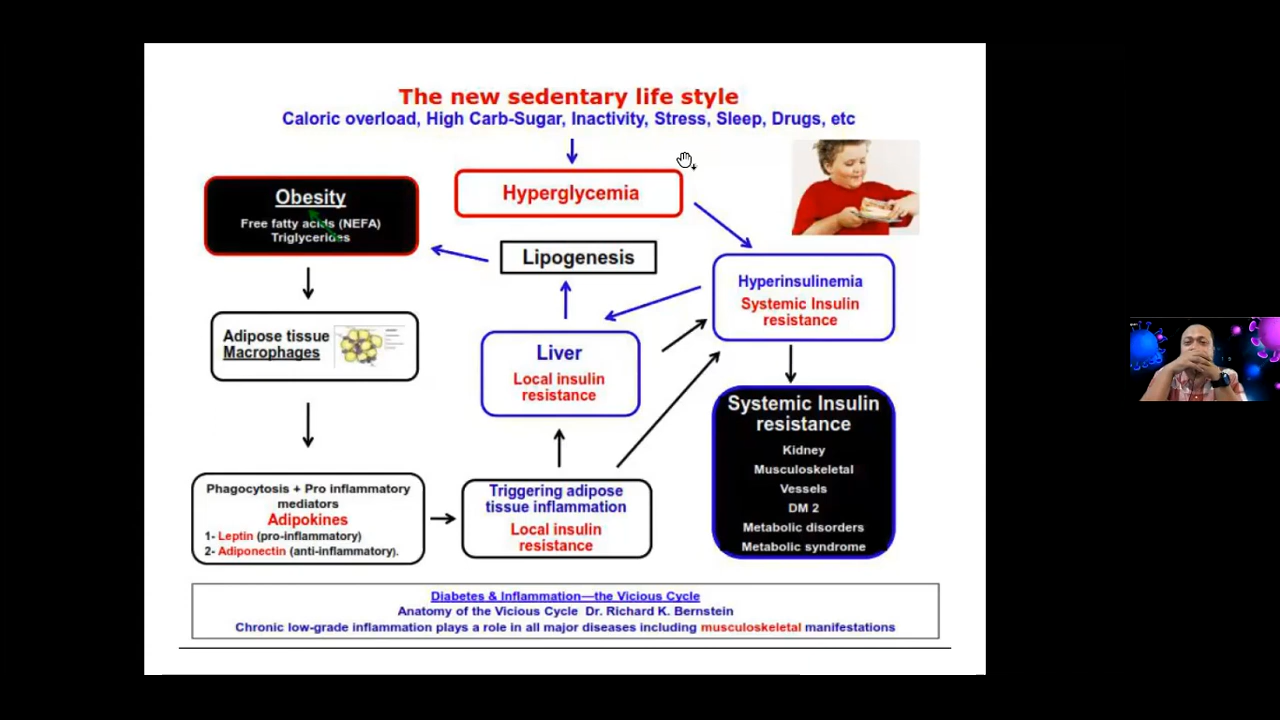 The new sedentary life style
Caloric overload, High Carb-Sugar, Inactivity, Stress, Sleep, Drugs, etc
Hyperglycemia
Obesity
Free fatty acids (NEFA)
Triglycerides
Lipogenesis
Hyperinsulinemia
Systemic Insulin
resistance
Adipose tissue
Macrophages
Liver
Local insulin
resistance
Systemic Insulin
resistance
Kidney
Musculoskeletal
Vessels
DM 2
Metabolic disorders
Metabolic syndrome
Phagocytosis + Pro inflammatory
mediators
Adipokines
1- Leptin (pro-inflammatory)
2- Adiponectin (anti-inflammatory).
Triggering adipose
tissue inflammation
Local insulin
resistance
Diabetes & Inflammation—the Vicious Cycle
Anatomy of the Vicious Cycle Dr. Richard K. Bernstein
Chronic low-grade inflammation plays a role in all major diseases including musculoskeletal manifestations